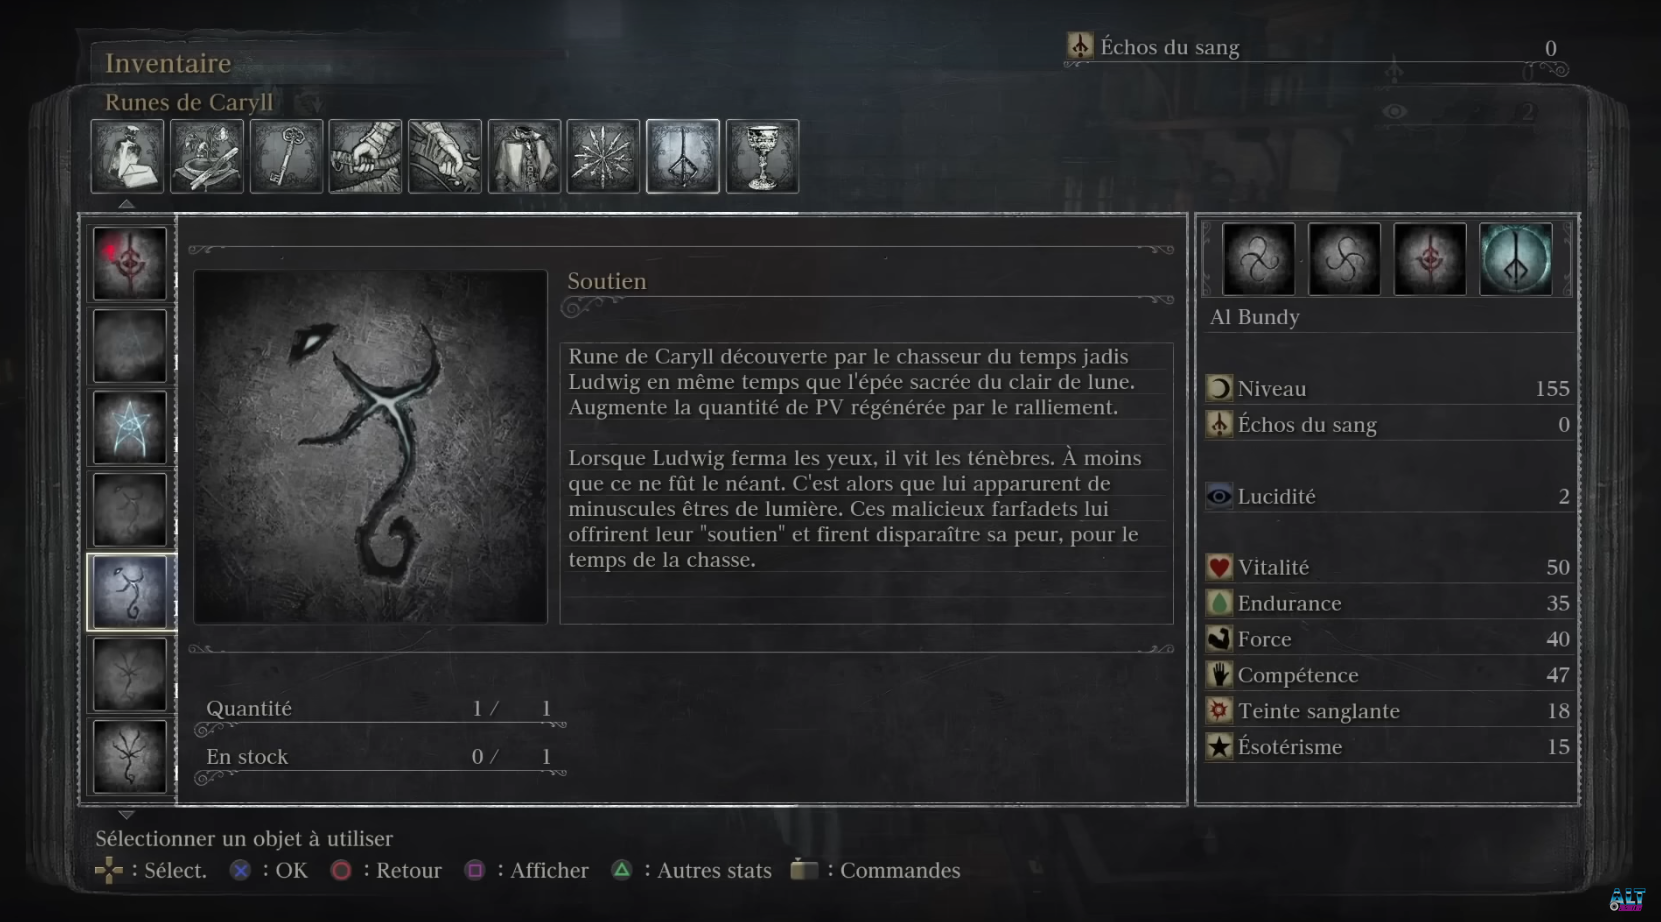 Inventaire
Échos du sang 0
Runes de Caryll
2
Soutien
Rune de Caryll découverte par le chasseur du temps jadis
Ludwig en même temps que l'épée sacrée du clair de lune.
Augmente la quantité de PV régénérée par le ralliement.
Lorsque Ludwig ferma les yeux, il vit les ténèbres. À moins
que ce ne fût le néant. C'est alors que lui apparurent de
minuscules êtres de lumière. Ces malicieux farfadets lui
offrirent leur "soutien" et firent disparaître sa peur, pour le
temps de la chasse.
Quantité 1 / 1
En stock 0 / 1
Al Bundy
Niveau 155
Échos du sang 0
Lucidité 2
Vitalité 50
Endurance 35
Force 40
Compétence 47
Teinte sanglante 18
Ésotérisme 15
Sélectionner un objet à utiliser
: Sélect. : OK : Retour : Afficher : Autres stats : Commandes
ALT